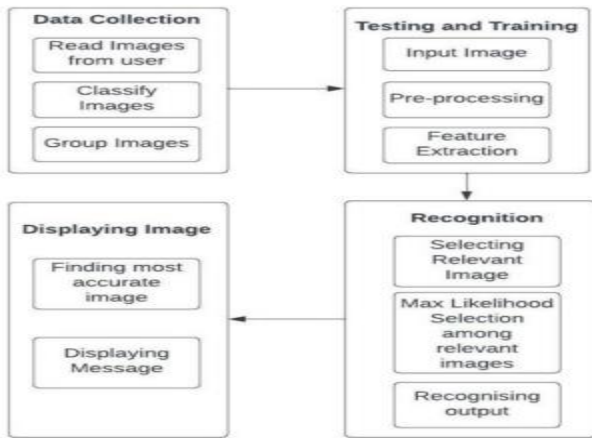 Data Collection
Read Images
from user
Classify
Images
Group Images
Testing and Training
Input Image
Pre-processing
Feature
Extraction
Recognition
Selecting
Relevant
Image
Max Likelihood
Selection
among
relevant
images
Recognising
output
Displaying Image
Finding most
accurate
image
Displaying
Message